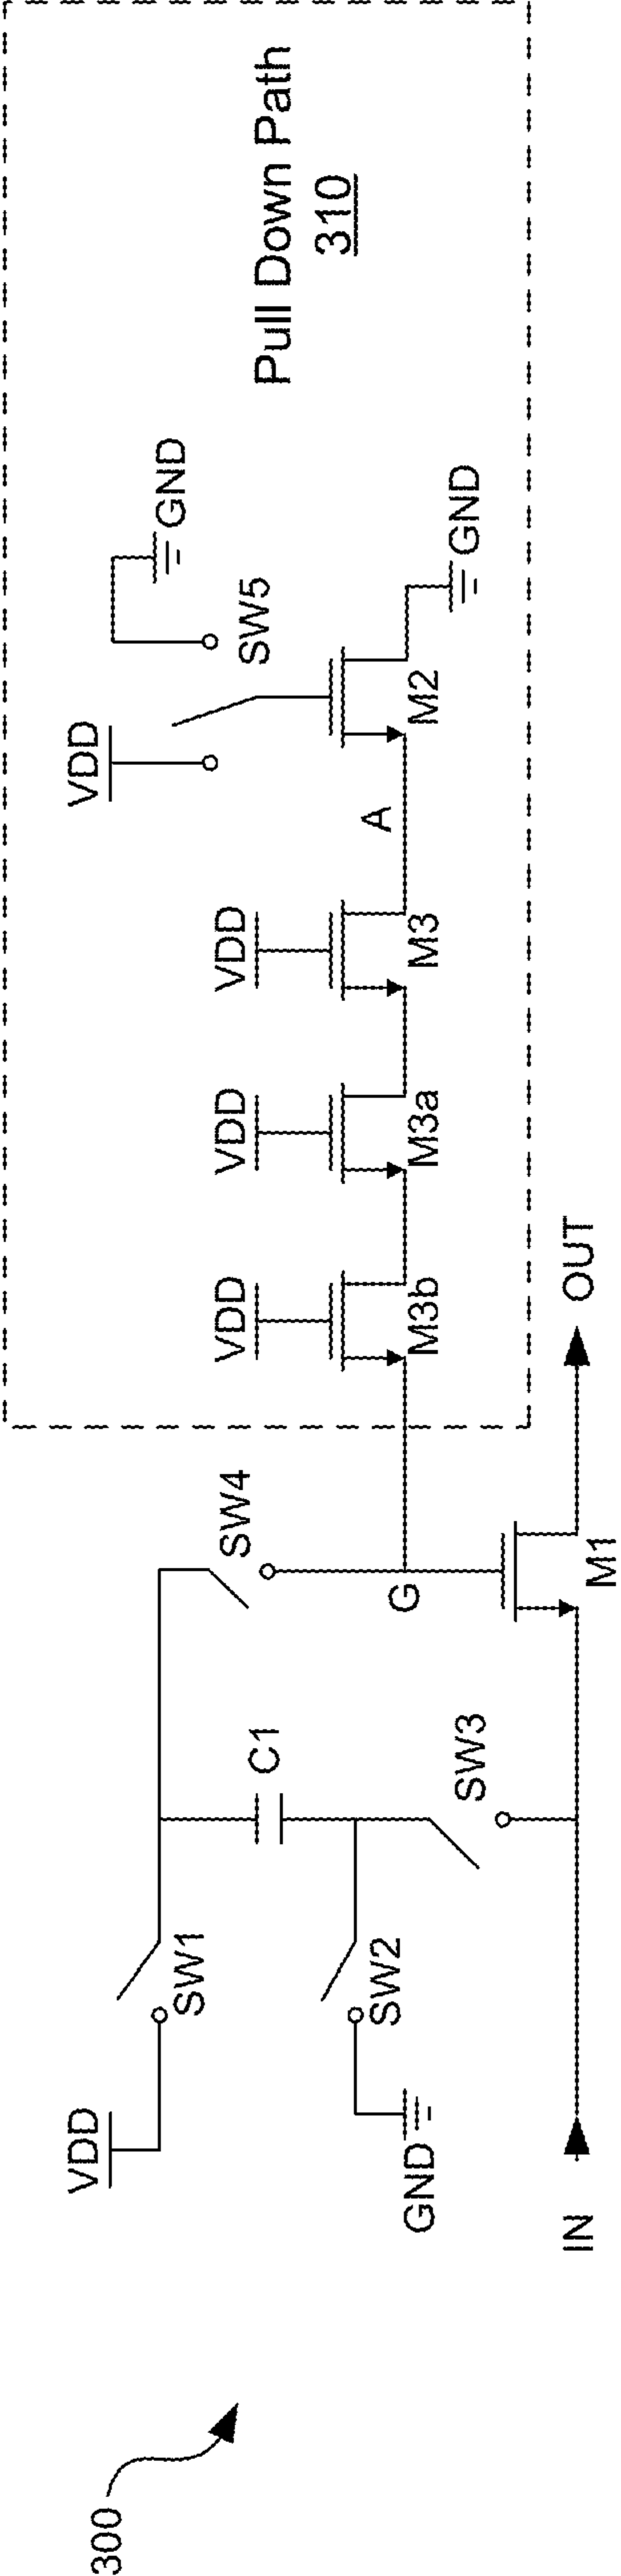 300
VDD
SW1
C1
SW4
GND
SW2
SW3
IN
G
M1
OUT
VDD
M3b
VDD
M3a
VDD
M3
A
VDD
SW5
GND
M2
GND
Pull Down Path
310